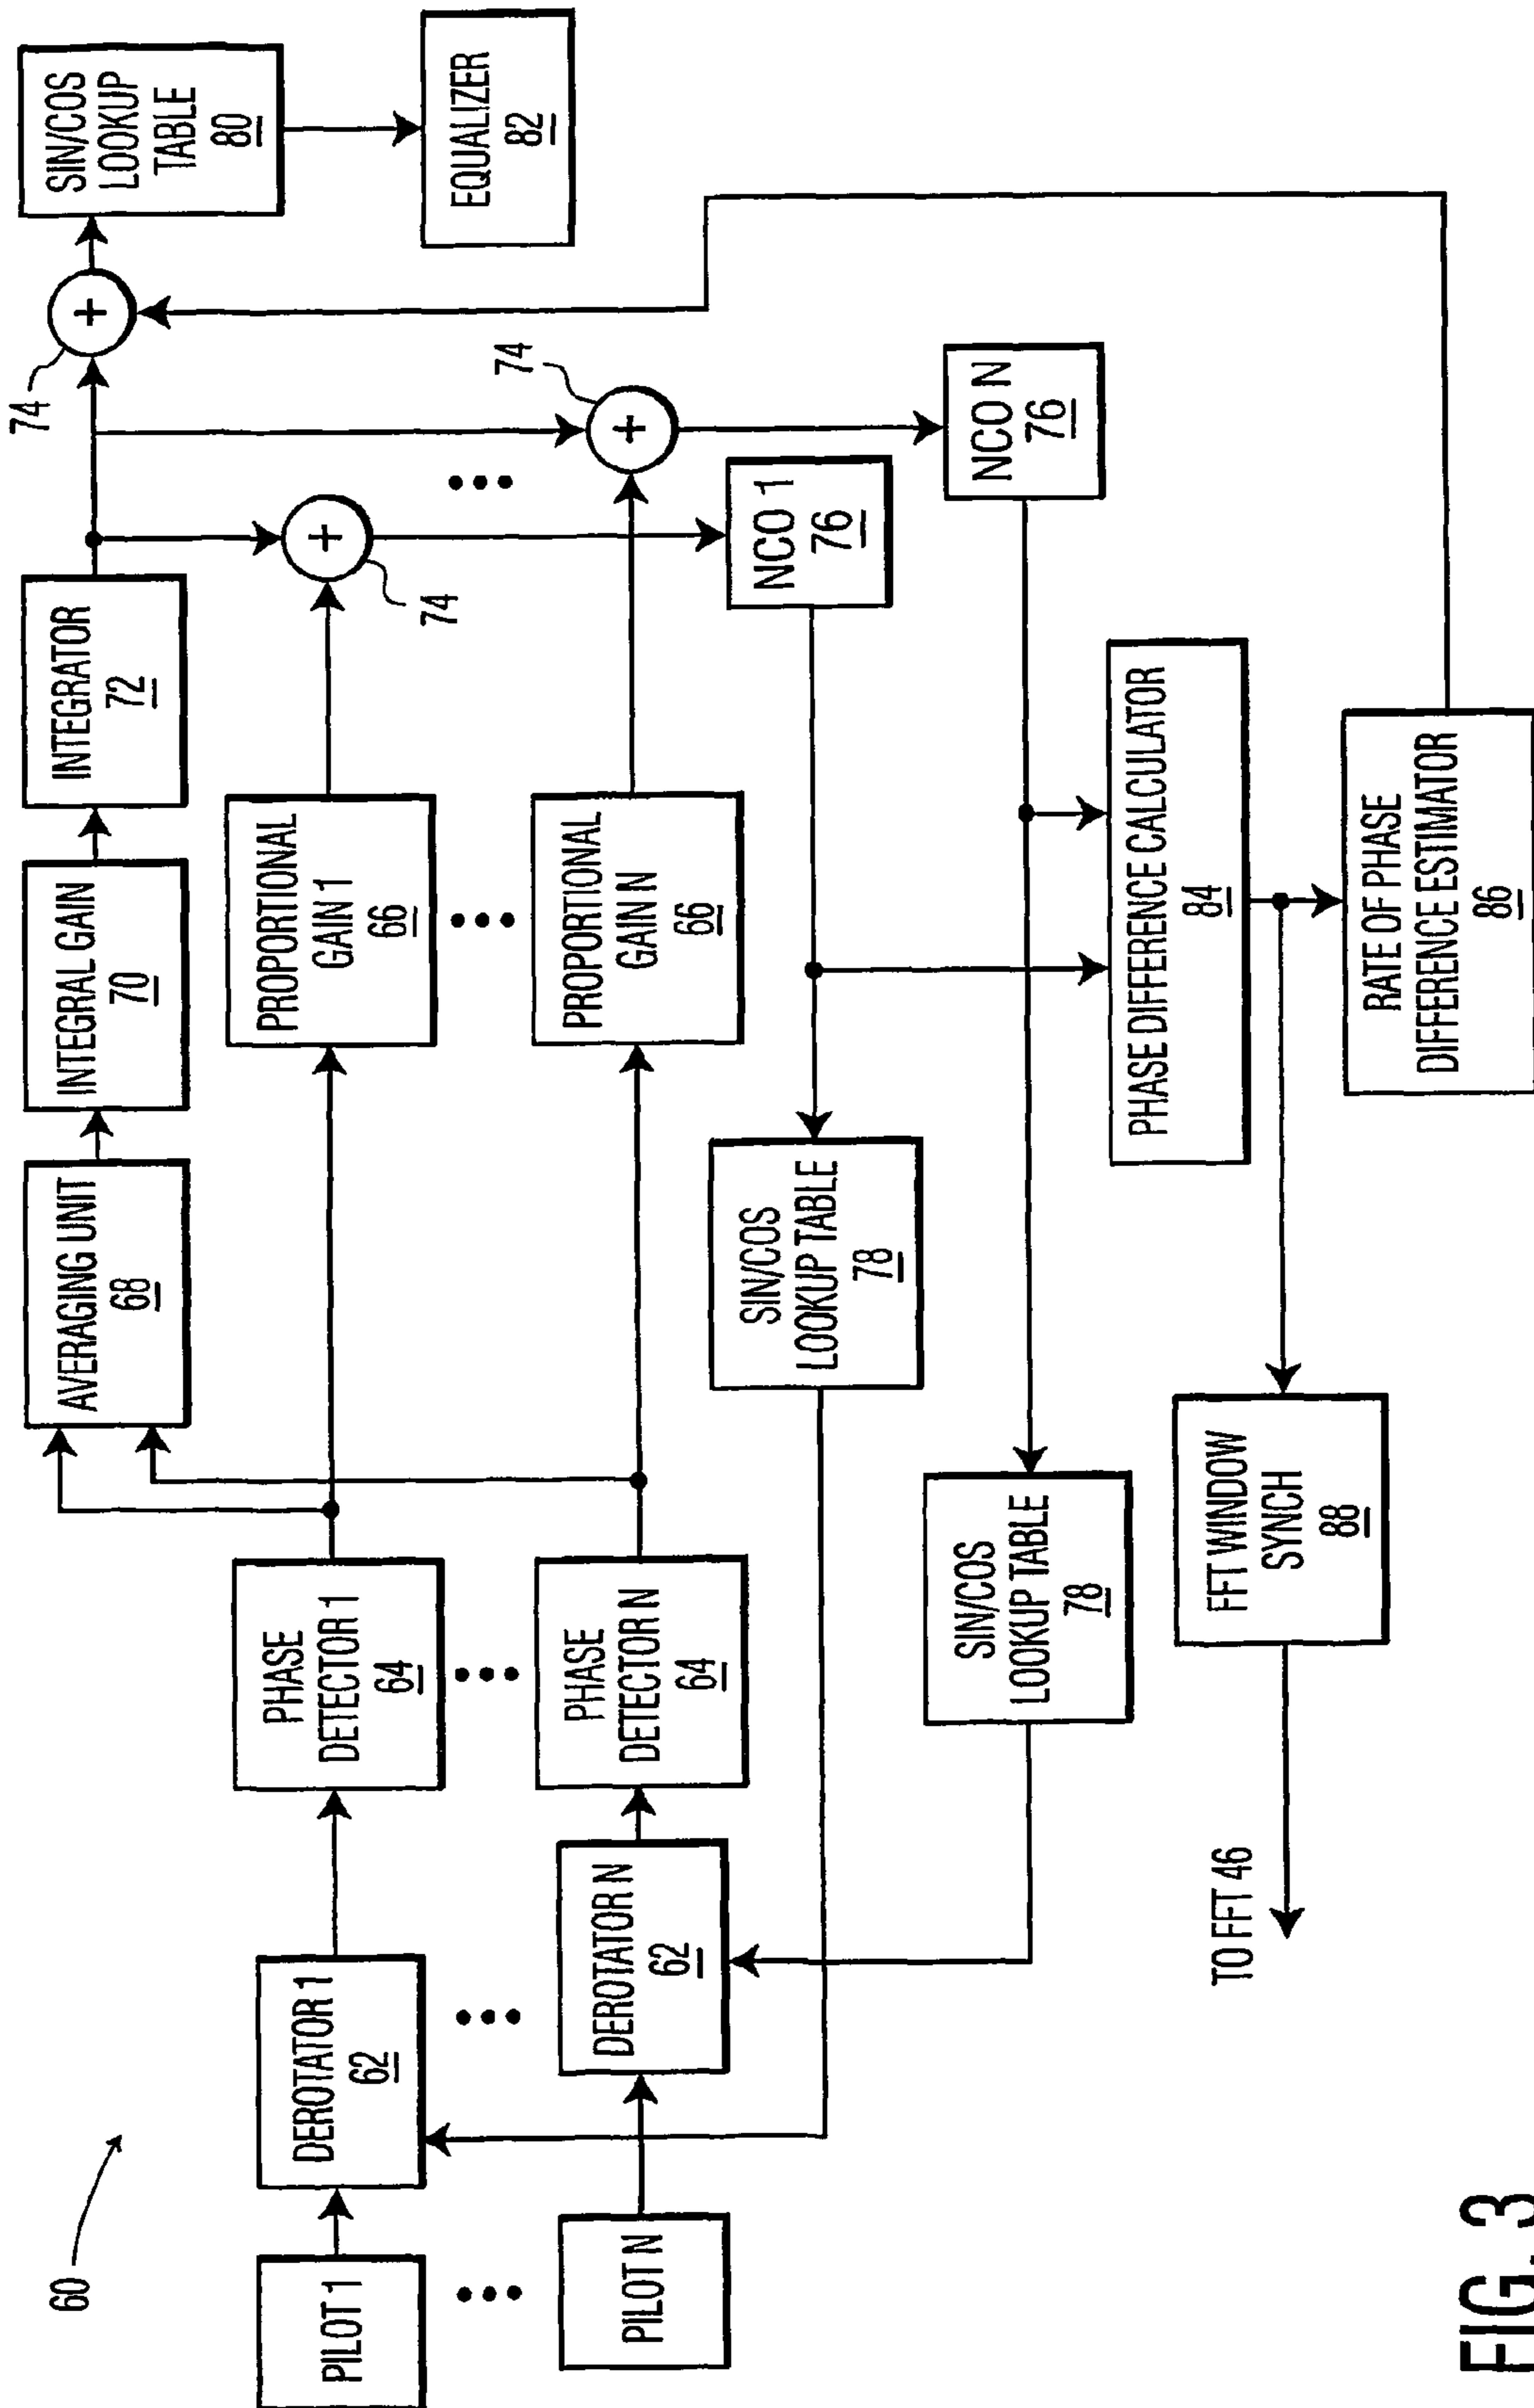 60
PILOT 1
PILOT N
DEROTATOR 1
62
DEROTATOR N
62
PHASE
DETECTOR 1
64
PHASE
DETECTOR N
64
AVERAGING UNIT
68
INTEGRAL GAIN
70
INTEGRATOR
72
PROPORTIONAL
GAIN 1
66
PROPORTIONAL
GAIN N
66
74
+
74
+
74
+
SIN/COS
LOOKUP
TABLE
80
EQUALIZER
82
NCO 1
76
NCO N
76
SIN/COS
LOOKUP TABLE
78
SIN/COS
LOOKUP TABLE
78
PHASE DIFFERENCE CALCULATOR
84
RATE OF PHASE
DIFFERENCE ESTIMATOR
86
FFT WINDOW
SYNCH
88
TO FFT 46
FIG. 3